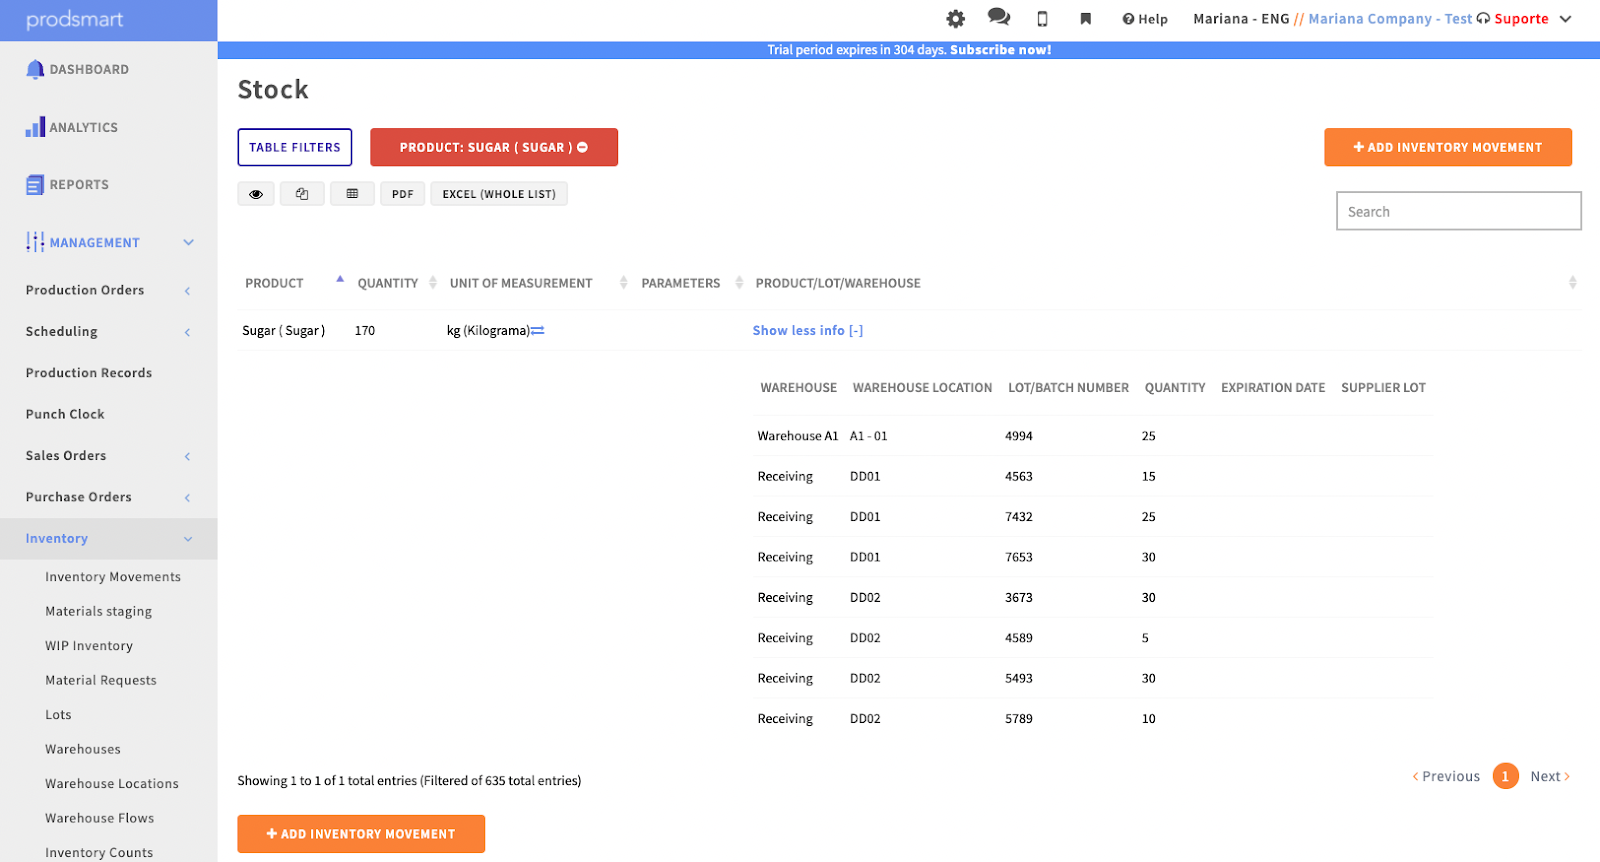 prodsmart
Help Mariana - ENG // Mariana Company - Test Suporte
Trial period expires in 304 days. Subscribe now!
DASHBOARD
ANALYTICS
REPORTS
MANAGEMENT
Production Orders
Scheduling
Production Records
Punch Clock
Sales Orders
Purchase Orders
Inventory
Inventory Movements
Materials staging
WIP Inventory
Material Requests
Lots
Warehouses
Warehouse Locations
Warehouse Flows
Inventory Counts
Stock
TABLE FILTERS PRODUCT: SUGAR ( SUGAR ) + ADD INVENTORY MOVEMENT
PDF EXCEL (WHOLE LIST)
Search
PRODUCT QUANTITY UNIT OF MEASUREMENT PARAMETERS PRODUCT/LOT/WAREHOUSE
Sugar ( Sugar ) 170 kg (Kilograma) Show less info [-]
WAREHOUSE WAREHOUSE LOCATION LOT/BATCH NUMBER QUANTITY EXPIRATION DATE SUPPLIER LOT
Warehouse A1 A1 - 01 4994 25
Receiving DD01 4563 15
Receiving DD01 7432 25
Receiving DD01 7653 30
Receiving DD02 3673 30
Receiving DD02 4589 5
Receiving DD02 5493 30
Receiving DD02 5789 10
Showing 1 to 1 of 1 total entries (Filtered of 635 total entries)
‹ Previous 1 Next ›
+ ADD INVENTORY MOVEMENT